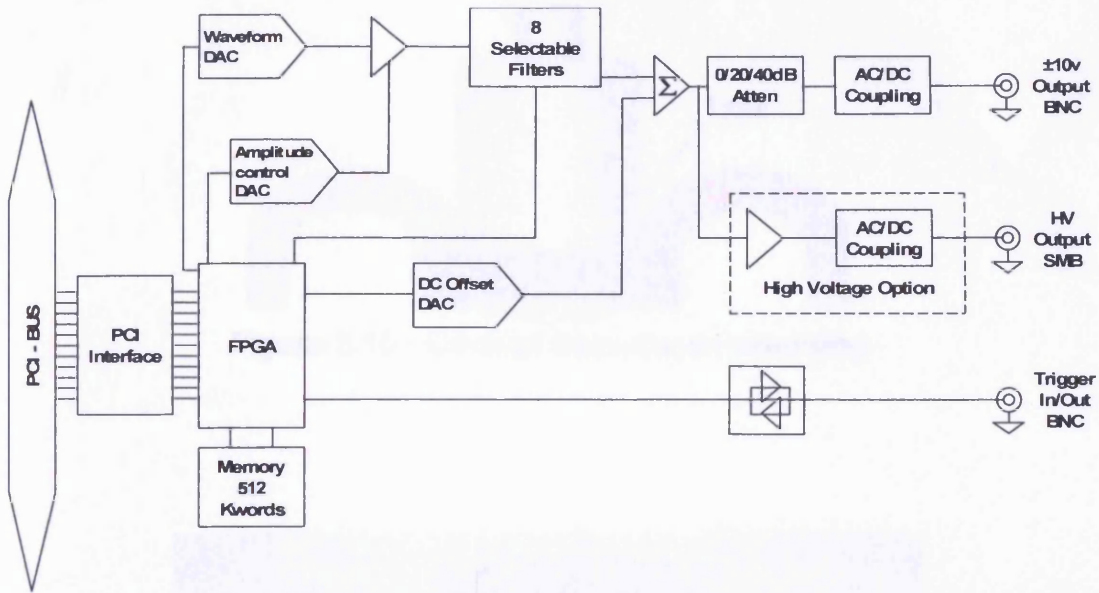 Waveform
DAC
8
Selectable
Filters
Σ
0/20/40dB
Atten
AC/DC
Coupling
±10v
Output
BNC
Amplitude
control
DAC
AC/DC
Coupling
High Voltage Option
HV
Output
SMB
PCI - BUS
PCI
Interface
FPGA
DC Offset
DAC
Trigger
In/Out
BNC
Memory
512
Kwords